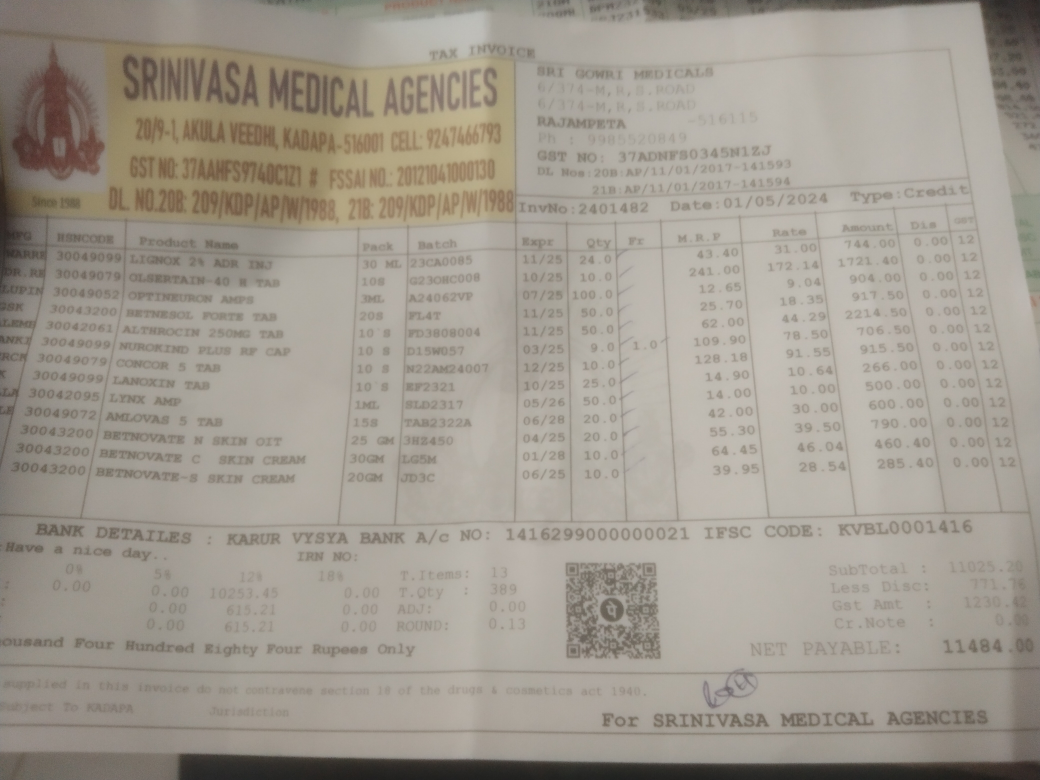 TAX INVOICE
SRINIVASA MEDICAL AGENCIES
20/9-1, AKULA VEEDHI, KADAPA-516001 CELL: 9247466793
GST NO: 37AAHFS9740C1Z1 # FSSAI NO.: 20121041000130
Since 1988
DL. NO.20B: 209/KDP/AP/W/1988, 21B: 209/KDP/AP/W/1988
SRI GOWRI MEDICALS
6/374-M,R,S.ROAD
6/374-M,R,S.ROAD
RAJAMPETA -516115
Ph : 9985520849
GST NO: 37ADNFS0345N1ZJ
DL Nos:20B:AP/11/01/2017-141593
21B:AP/11/01/2017-141594
InvNo:2401482 Date:01/05/2024 Type:Credit
MFG HSNCODE Product Name Pack Batch Expr Qty Fr M.R.P Rate Amount Dis GST
MARRE 30049099 LIGNOX 2% ADR INJ 30 ML 23CA0085 11/25 24.0 43.40 31.00 744.00 0.00 12
DR.RE 30049079 OLSERTAIN-40 H TAB 10S G23OHC008 10/25 10.0 241.00 172.14 1721.40 0.00 12
LUPIN 30049052 OPTINEURON AMPS 3ML A24062VP 07/25 100.0 12.65 9.04 904.00 0.00 12
GSK 30043200 BETNESOL FORTE TAB 20S FL4T 11/25 50.0 25.70 18.35 917.50 0.00 12
ALEMB 30042061 ALTHROCIN 250MG TAB 10'S FD3808004 11/25 50.0 62.00 44.29 2214.50 0.00 12
ANKI 30049099 NUROKIND PLUS RF CAP 10 S D15W057 03/25 9.0 1.0 109.90 78.50 706.50 0.00 12
ERCK 30049079 CONCOR 5 TAB 10 S N22AM24007 12/25 10.0 128.18 91.55 915.50 0.00 12
K 30049099 LANOXIN TAB 10'S EF2321 10/25 25.0 14.90 10.64 266.00 0.00 12
LA 30042095 LYNX AMP 1ML SLD2317 05/26 50.0 14.00 10.00 500.00 0.00 12
LE 30049072 AMLOVAS 5 TAB 15S TAB2322A 06/28 20.0 42.00 30.00 600.00 0.00 12
30043200 BETNOVATE N SKIN OIT 25 GM 3HZ450 04/25 20.0 55.30 39.50 790.00 0.00 12
30043200 BETNOVATE C SKIN CREAM 30GM LG5M 01/28 10.0 64.45 46.04 460.40 0.00 12
30043200 BETNOVATE-S SKIN CREAM 20GM JD3C 06/25 10.0 39.95 28.54 285.40 0.00 12
BANK DETAILES : KARUR VYSYA BANK A/c NO: 1416299000000021 IFSC CODE: KVBL0001416
Have a nice day.. IRN NO:
0% 5% 12% 18% T.Items: 13 SubTotal : 11025.20
0.00 0.00 10253.45 0.00 T.Qty : 389 Less Disc: 771.76
0.00 615.21 0.00 ADJ: 0.00 Gst Amt : 1230.42
0.00 615.21 0.00 ROUND: 0.13 Cr.Note : 0.00
ousand Four Hundred Eighty Four Rupees Only NET PAYABLE: 11484.00
supplied in this invoice do not contravene section 18 of the drugs & cosmetics act 1940.
Subject To KADAPA Jurisdiction
For SRINIVASA MEDICAL AGENCIES